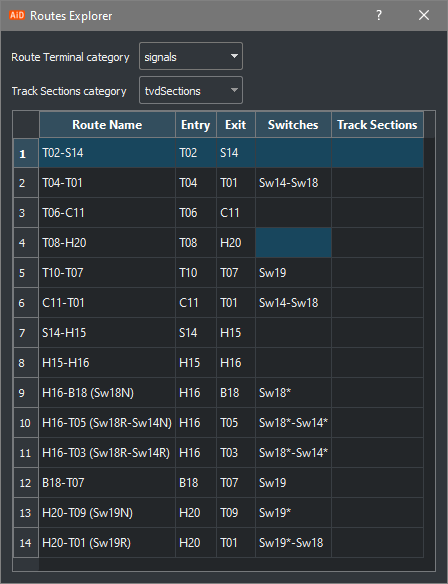 AID Routes Explorer ?
Route Terminal category signals
Track Sections category tvdSections
Route Name Entry Exit Switches Track Sections
1 T02-S14 T02 S14
2 T04-T01 T04 T01 Sw14-Sw18
3 T06-C11 T06 C11
4 T08-H20 T08 H20
5 T10-T07 T10 T07 Sw19
6 C11-T01 C11 T01 Sw14-Sw18
7 S14-H15 S14 H15
8 H15-H16 H15 H16
9 H16-B18 (Sw18N) H16 B18 Sw18*
10 H16-T05 (Sw18R-Sw14N) H16 T05 Sw18*-Sw14*
11 H16-T03 (Sw18R-Sw14R) H16 T03 Sw18*-Sw14*
12 B18-T07 B18 T07 Sw19
13 H20-T09 (Sw19N) H20 T09 Sw19*
14 H20-T01 (Sw19R) H20 T01 Sw19*-Sw18